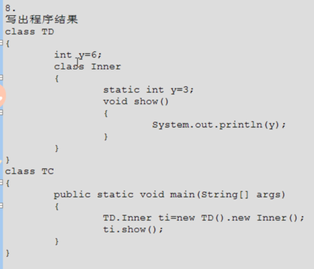 8.
写出程序结果
class TD
{
int y=6;
class Inner
{
static int y=3;
void show()
{
System.out.println(y);
}
}
}
class TC
{
public static void main(String[] args)
{
TD.Inner ti=new TD().new Inner();
ti.show();
}
}